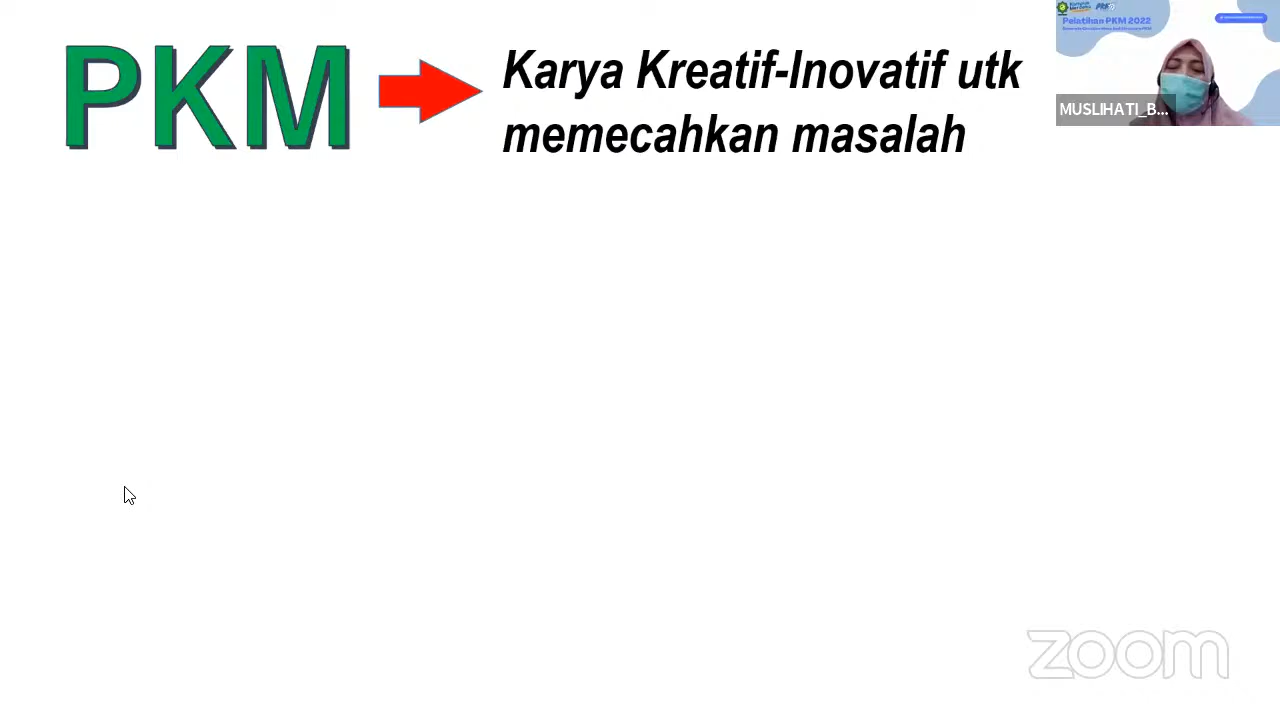 PKM
Karya Kreatif-Inovatif utk
memecahkan masalah
Pelatihan PKM 2022
MUSLIHATI_B...
zoom